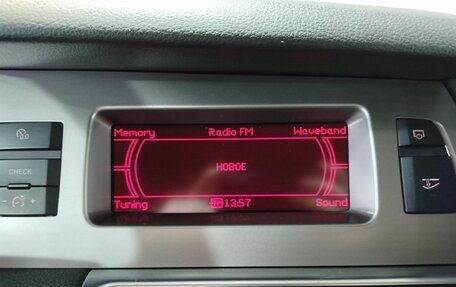 Memory Radio FM Waveband
CHECK
НОВОЕ
Tuning 13:57 Sound